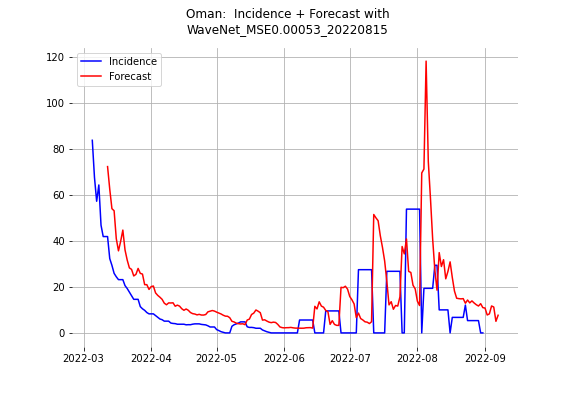 Oman:  Incidence + Forecast with
WaveNet_MSE0.00053_20220815
Incidence
Forecast
120
100
80
60
40
20
0
2022-03 2022-04 2022-05 2022-06 2022-07 2022-08 2022-09